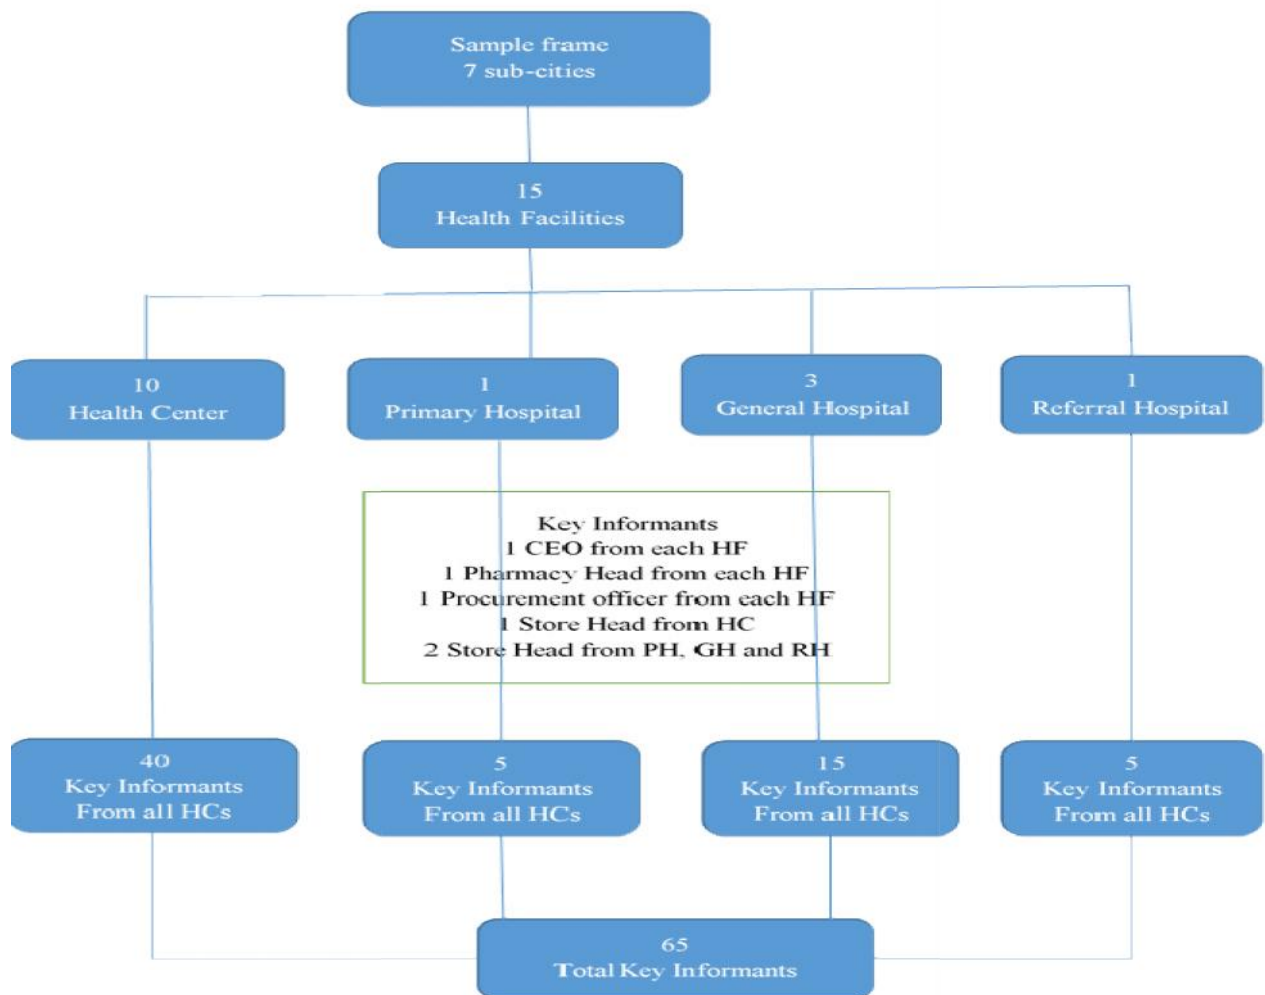 Sample frame
7 sub-cities
15
Health Facilities
10
Health Center
1
Primary Hospital
3
General Hospital
1
Referral Hospital
Key Informants
1 CEO from each HF
1 Pharmacy Head from each HF
1 Procurement officer from each HF
1 Store Head from HC
2 Store Head from PH, GH and RH
40
Key Informants
From all HCs
5
Key Informants
From all HCs
15
Key Informants
From all HCs
5
Key Informants
From all HCs
65
Total Key Informants